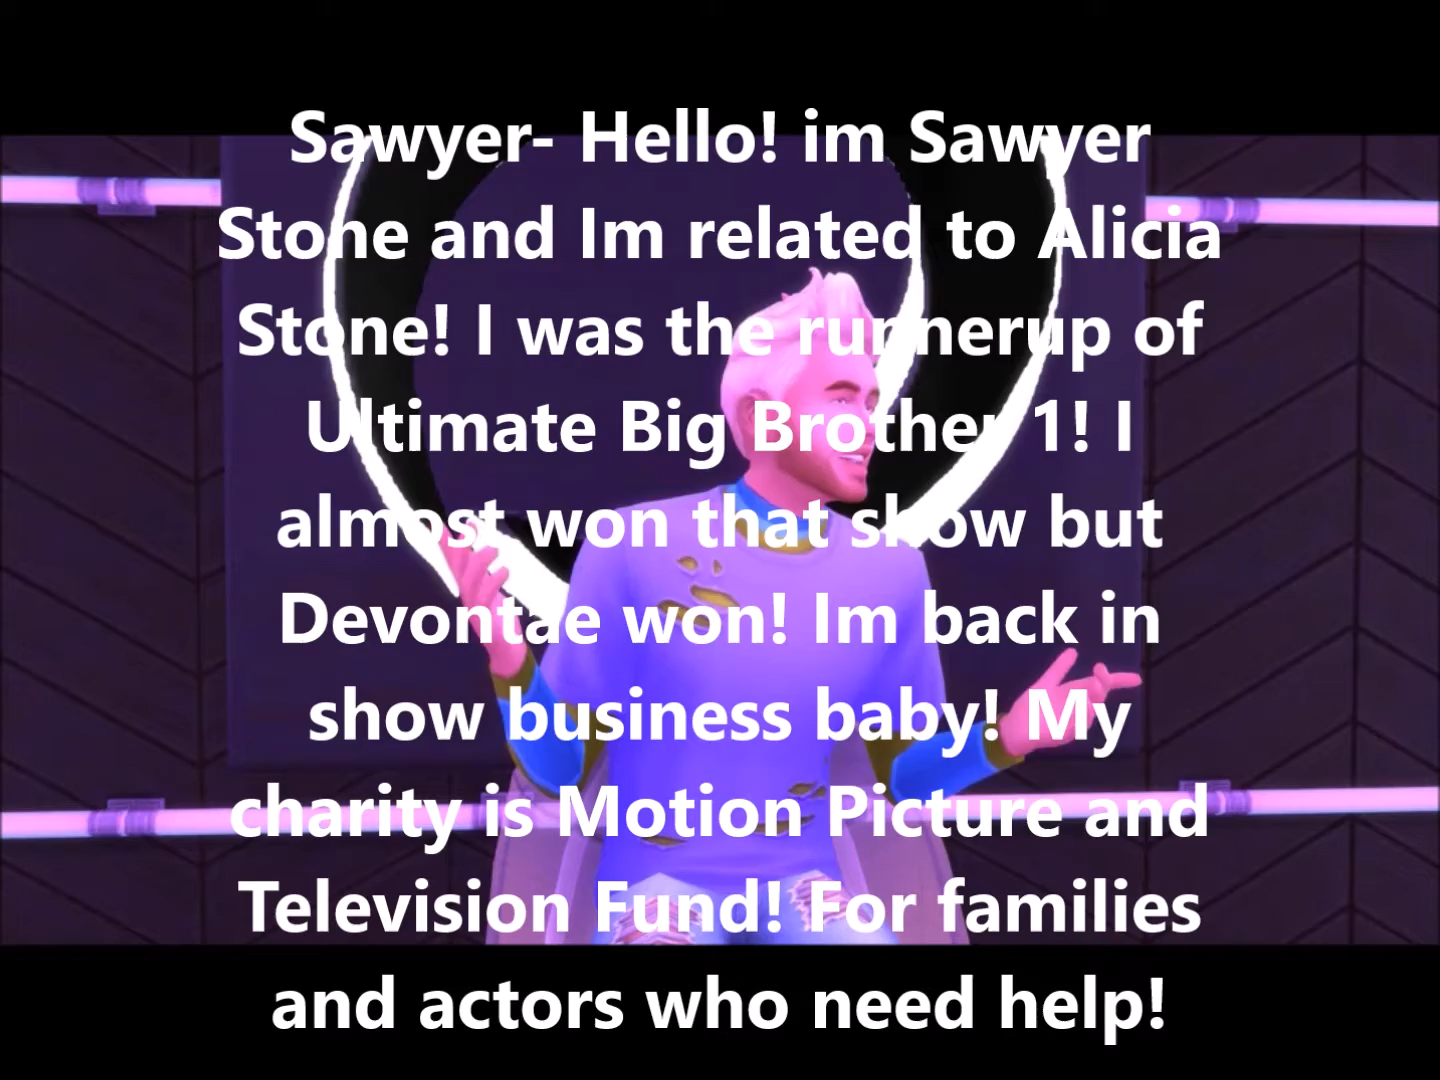 Sawyer- Hello! im Sawyer
Stone and Im related to Alicia
Stone! I was the runnerup of
Ultimate Big Brother 1! I
almost won that show but
Devontae won! Im back in
show business baby! My
charity is Motion Picture and
Television Fund! For families
and actors who need help!